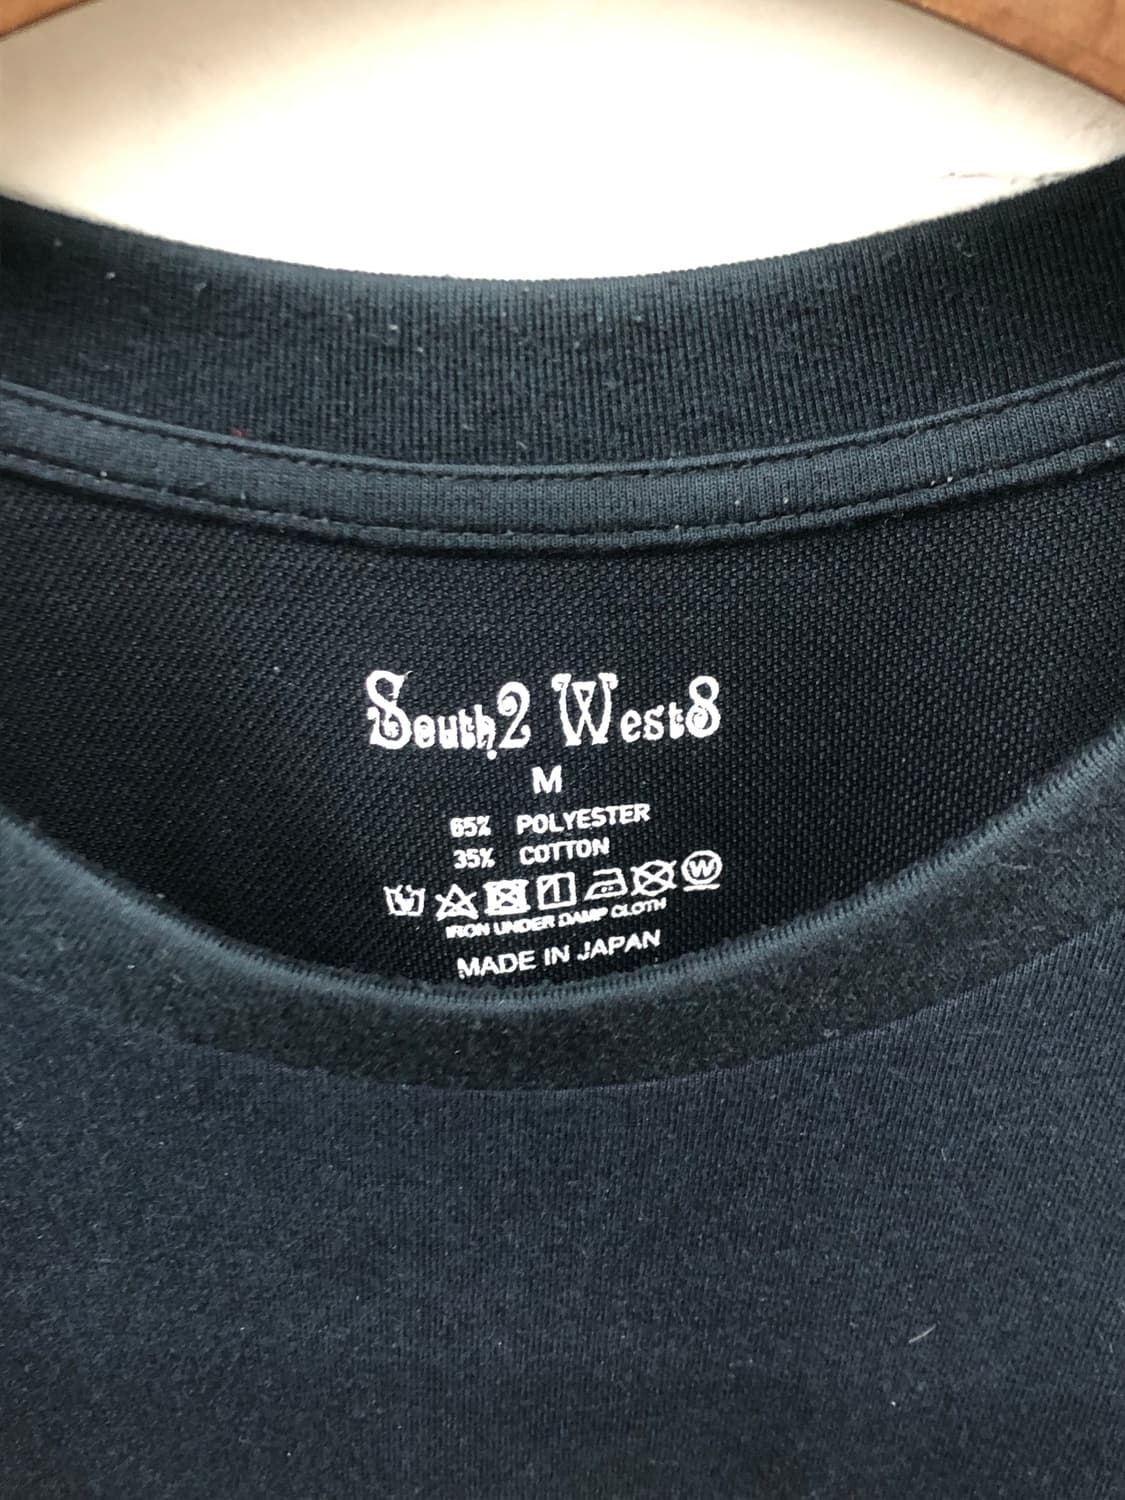 South2 West8
M
65% POLYESTER
35% COTTON
W
IRON UNDER DAMP CLOTH
MADE IN JAPAN